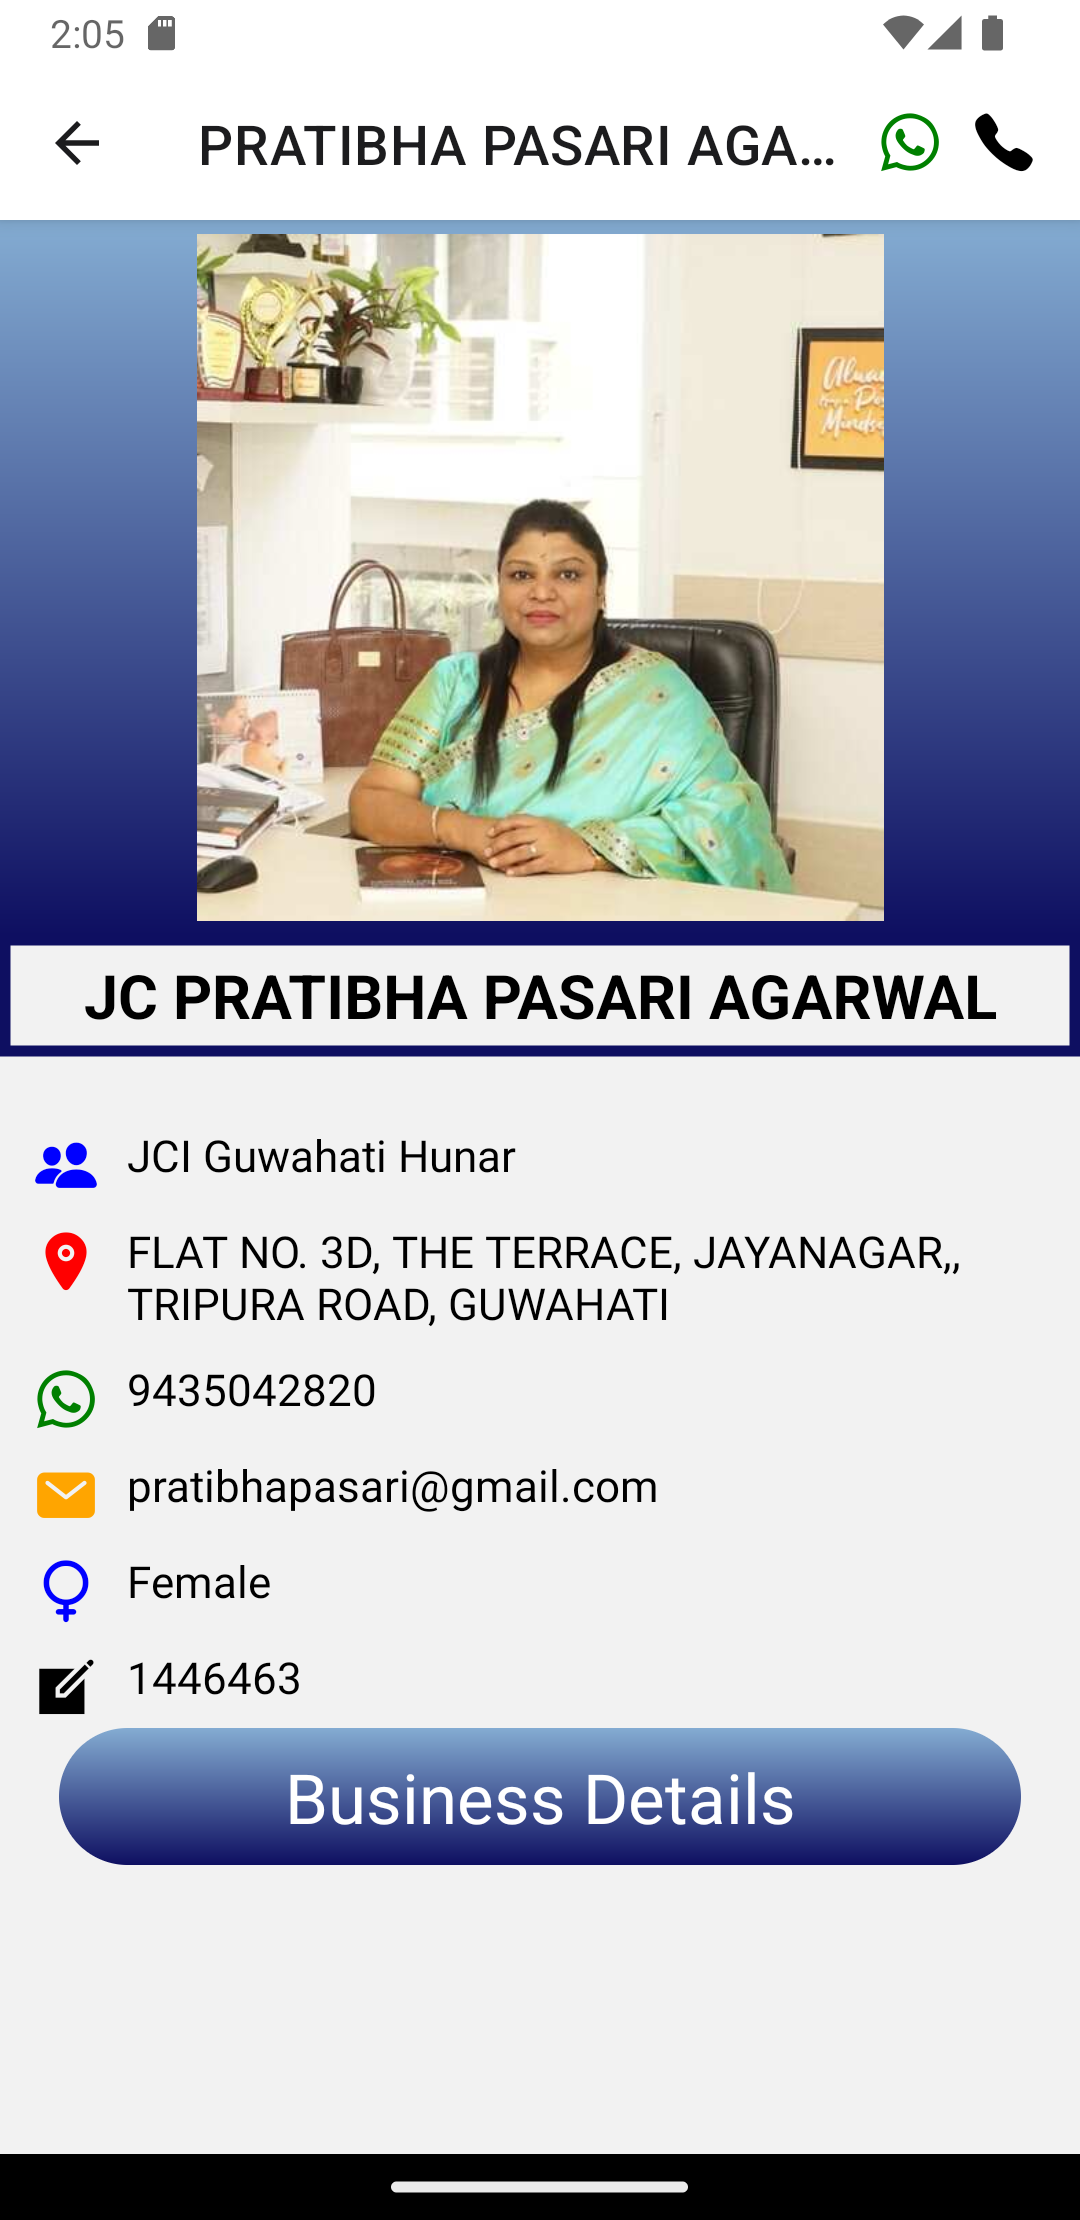 2:05
PRATIBHA PASARI AGA...
Mindse
JC PRATIBHA PASARI AGARWAL
JCI Guwahati Hunar
FLAT NO. 3D, THE TERRACE, JAYANAGAR,,
TRIPURA ROAD, GUWAHATI
9435042820
pratibhapasari@gmail.com
Female
1446463
Business Details